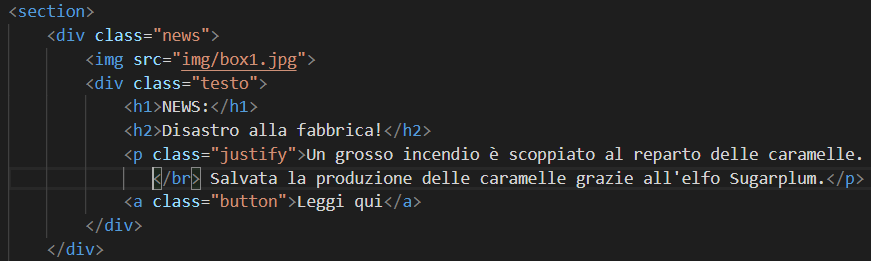 <section>
<div class="news">
<img src="img/box1.jpg">
<div class="testo">
<h1>NEWS:</h1>
<h2>Disastro alla fabbrica!</h2>
<p class="justify">Un grosso incendio è scoppiato al reparto delle caramelle.
</br> Salvata la produzione delle caramelle grazie all'elfo Sugarplum.</p>
<a class="button">Leggi qui</a>
</div>
</div>